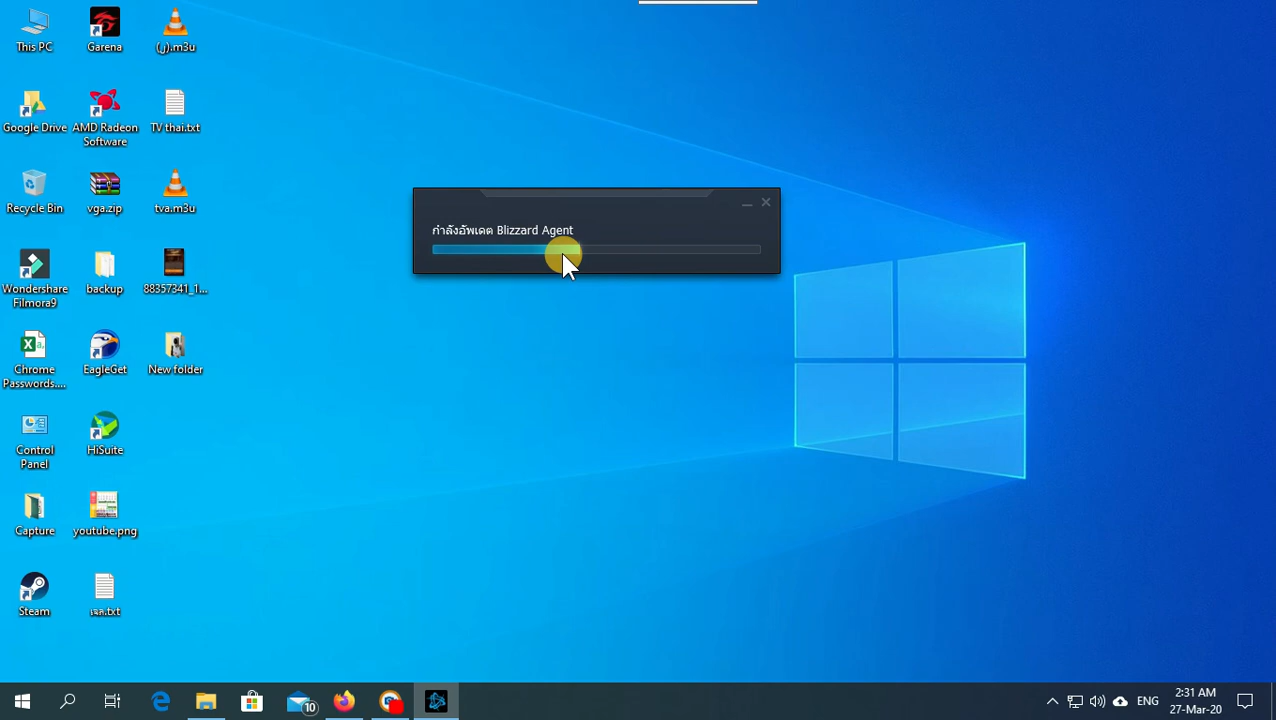 This PC
Garena
(ر).m3u
Google Drive
AMD Radeon
Software
TV thai.txt
Recycle Bin
vga.zip
tva.m3u
กำลังอัพเดต Blizzard Agent
Wondershare
Filmora9
backup
88357341_1...
Chrome
Passwords....
EagleGet
New folder
Control
Panel
HiSuite
Capture
youtube.png
Steam
เจล.txt
10
ENG
2:31 AM
27-Mar-20